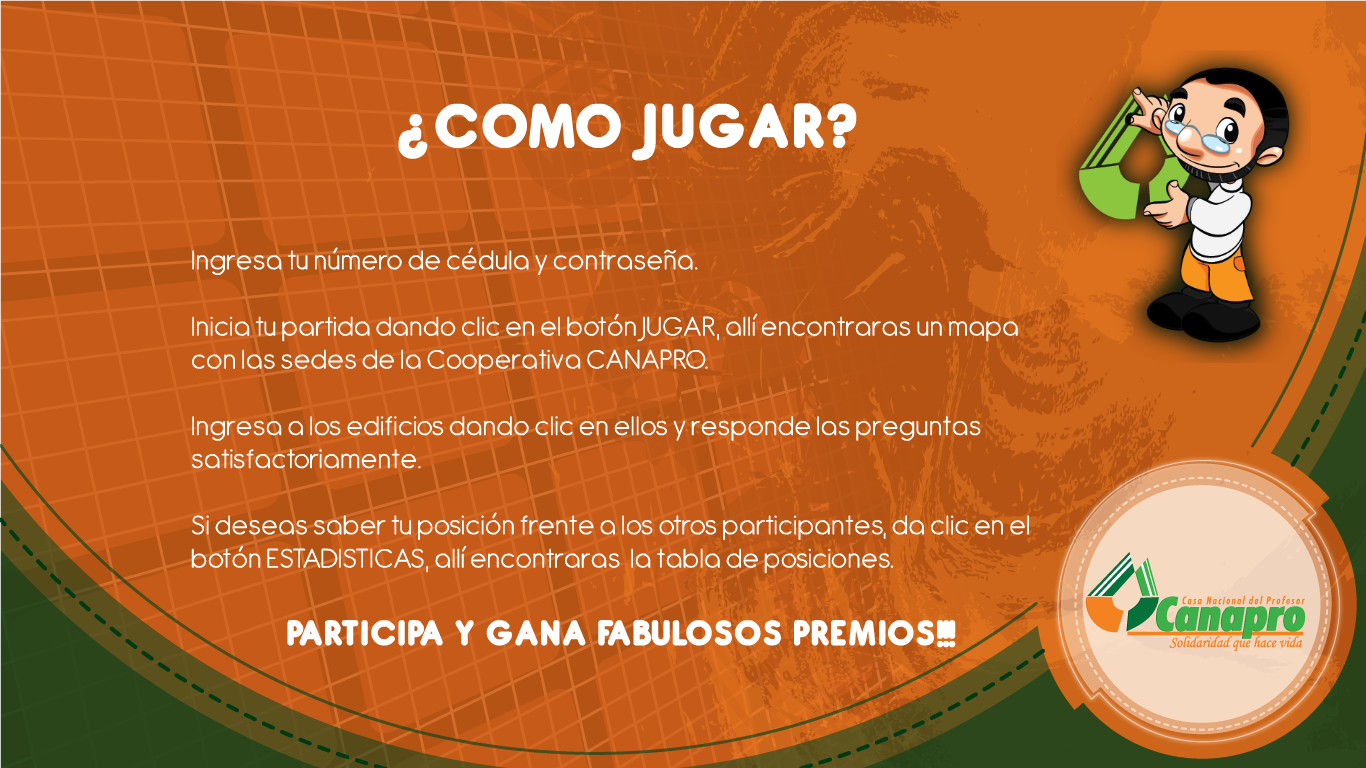 ¿COMO JUGAR?
Ingresa tu número de cédula y contraseña.
Inicia tu partida dando clic en el botón JUGAR, allí encontraras un mapa
con las sedes de la Cooperativa CANAPRO.
Ingresa a los edificios dando clic en ellos y responde las preguntas
satisfactoriamente.
Si deseas saber tu posición frente a los otros participantes, da clic en el
botón ESTADISTICAS, allí encontraras la tabla de posiciones.
PARTICIPA Y GANA FABULOSOS PREMIOS!!!
Casa Nacional del Profesor
Canapro
Solidaridad que hace vida